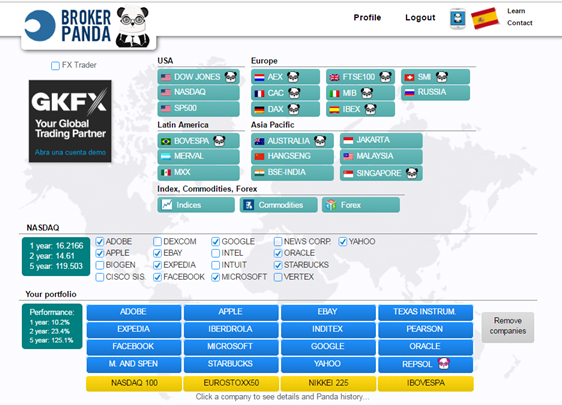 BROKER PANDA
Profile Logout Learn
Contact
FX Trader
GKFX
Your Global
Trading Partner
Abra una cuenta demo
USA Europe
DOW JONES AEX FTSE100 SMI
NASDAQ CAC MIB RUSSIA
SP500 DAX IBEX
Latin America Asia Pacific
BOVESPA AUSTRALIA JAKARTA
MERVAL HANGSENG MALAYSIA
MXX BSE-INDIA SINGAPORE
Index, Commodities, Forex
Indices Commodities Forex
NASDAQ
1 year: 16.2166
2 year: 14.61
5 year: 119.503
ADOBE DEXCOM GOOGLE NEWS CORP. YAHOO
APPLE EBAY INTEL ORACLE
BIOGEN EXPEDIA INTUIT STARBUCKS
CISCO SIS. FACEBOOK MICROSOFT VERTEX
Your portfolio
Performance:
1 year: 10.2%
2 year: 23.4%
5 year: 125.1%
ADOBE APPLE EBAY TEXAS INSTRUM.
EXPEDIA IBERDROLA INDITEX PEARSON
FACEBOOK MICROSOFT GOOGLE ORACLE
M. AND SPEN STARBUCKS YAHOO REPSOL
NASDAQ 100 EUROSTOXX50 NIKKEI 225 IBOVESPA
Remove
companies
Click a company to see details and Panda history...